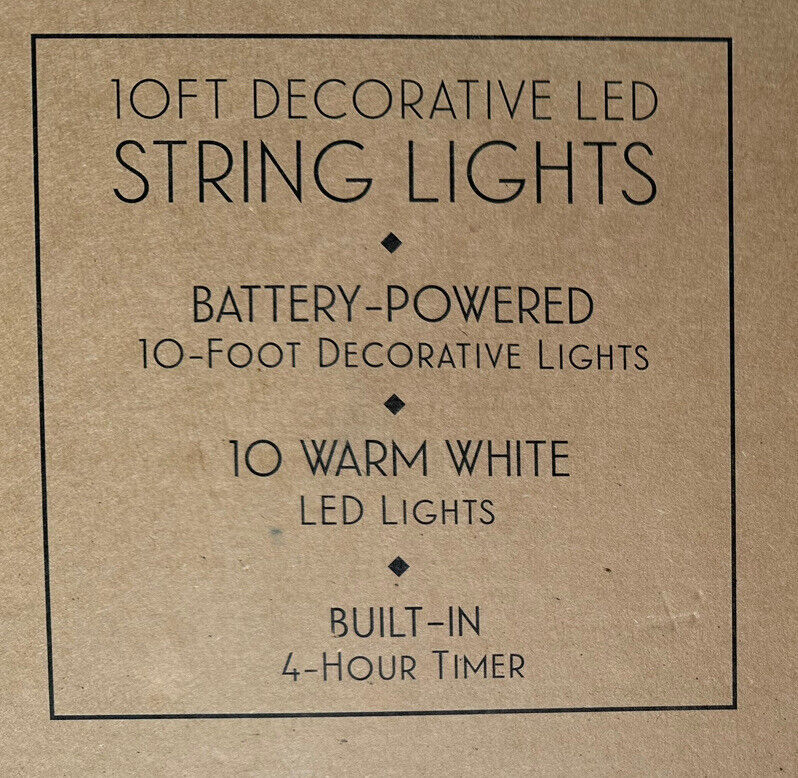 10FT DECORATIVE LED
STRING LIGHTS
BATTERY-POWERED
10-FOOT DECORATIVE LIGHTS
10 WARM WHITE
LED LIGHTS
BUILT-IN
4-HOUR TIMER